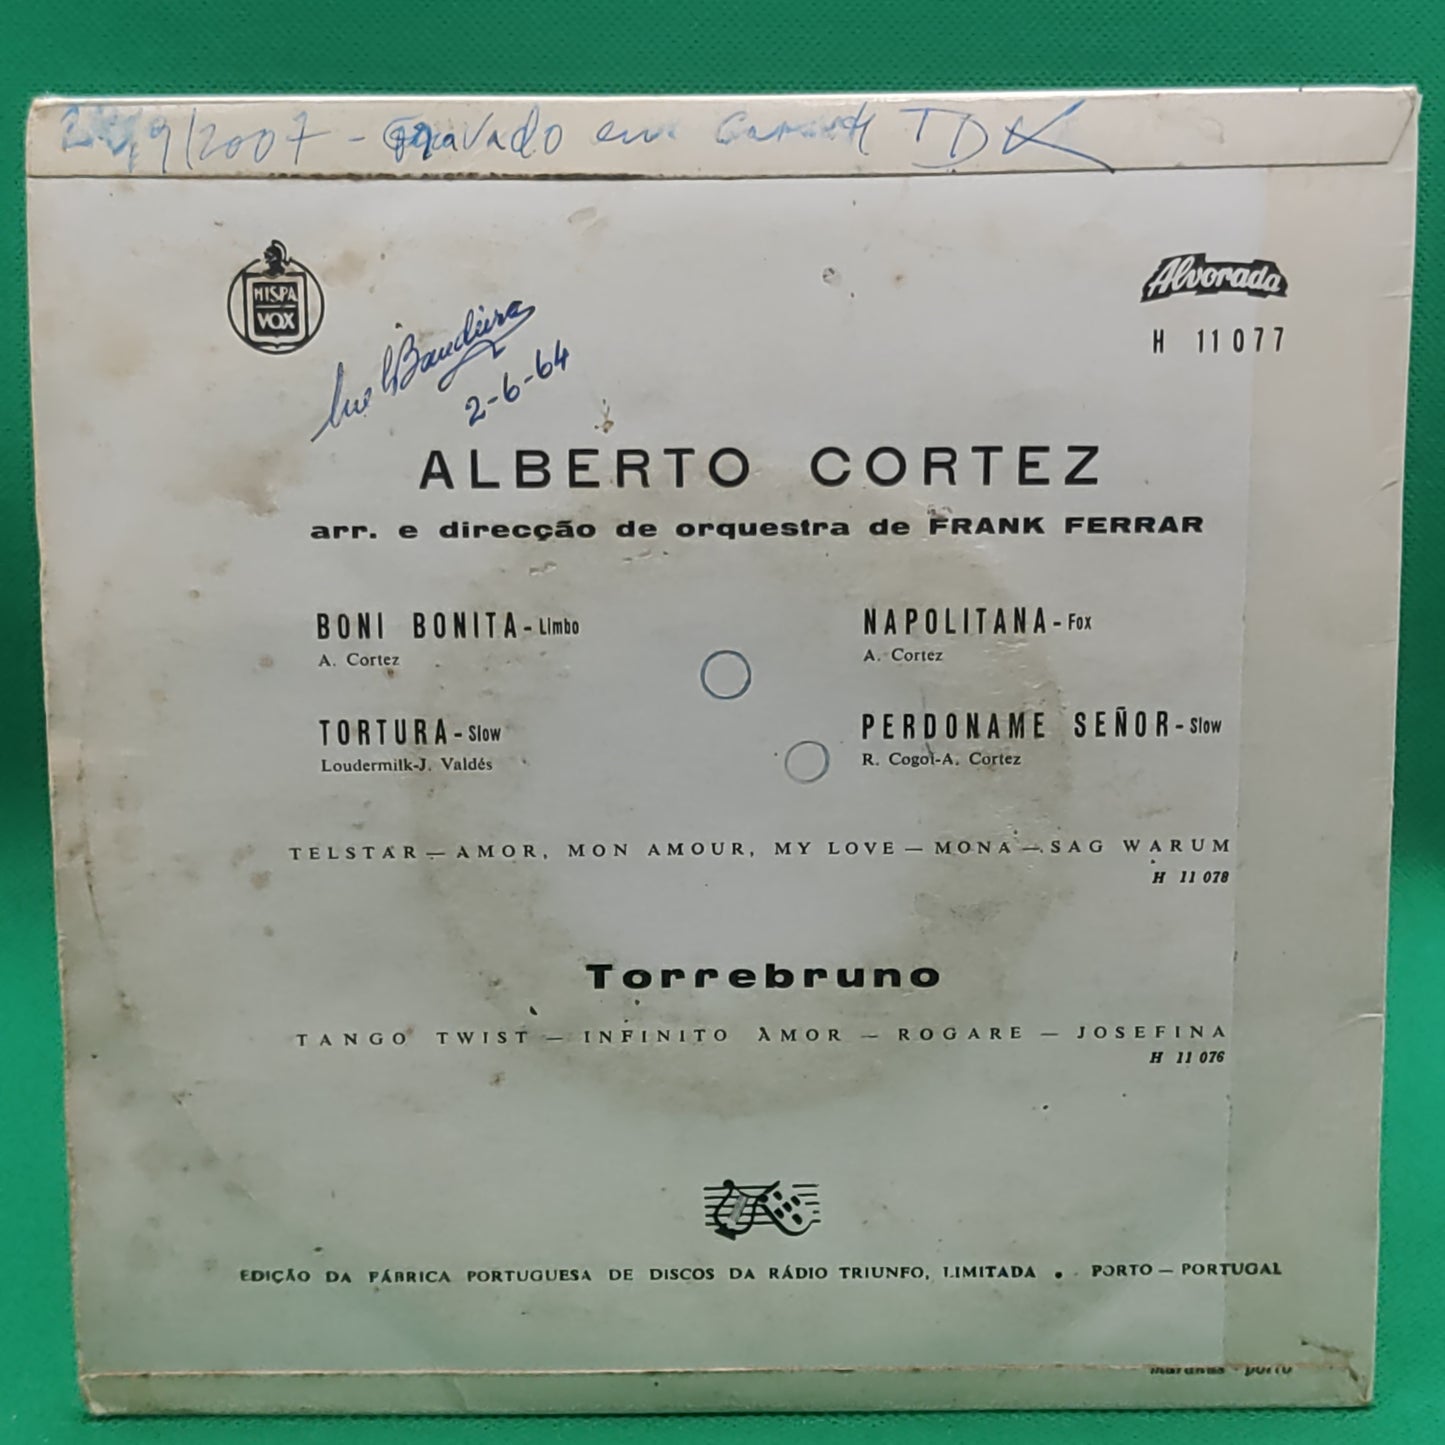 9/2007 - Gravado em TDK
HISPA
VOX
Alvorada
H 11077
Bandeira
2-6-64
ALBERTO CORTEZ
arr. e direcção de orquestra de FRANK FERRAR
BONI BONITA - Limbo
A. Cortez
NAPOLITANA - Fox
A. Cortez
TORTURA - Slow
Loudermilk-J. Valdés
PERDONAME SEÑOR - Slow
R. Cogoi-A. Cortez
TELSTAR — AMOR, MON AMOUR, MY LOVE — MONA — SAG WARUM
H 11 078
Torrebruno
TANGO TWIST — INFINITO AMOR — ROGARE — JOSEFINA
H 11 076
EDIÇÃO DA FÁBRICA PORTUGUESA DE DISCOS DA RÁDIO TRIUNFO, LIMITADA • PORTO — PORTUGAL
porto